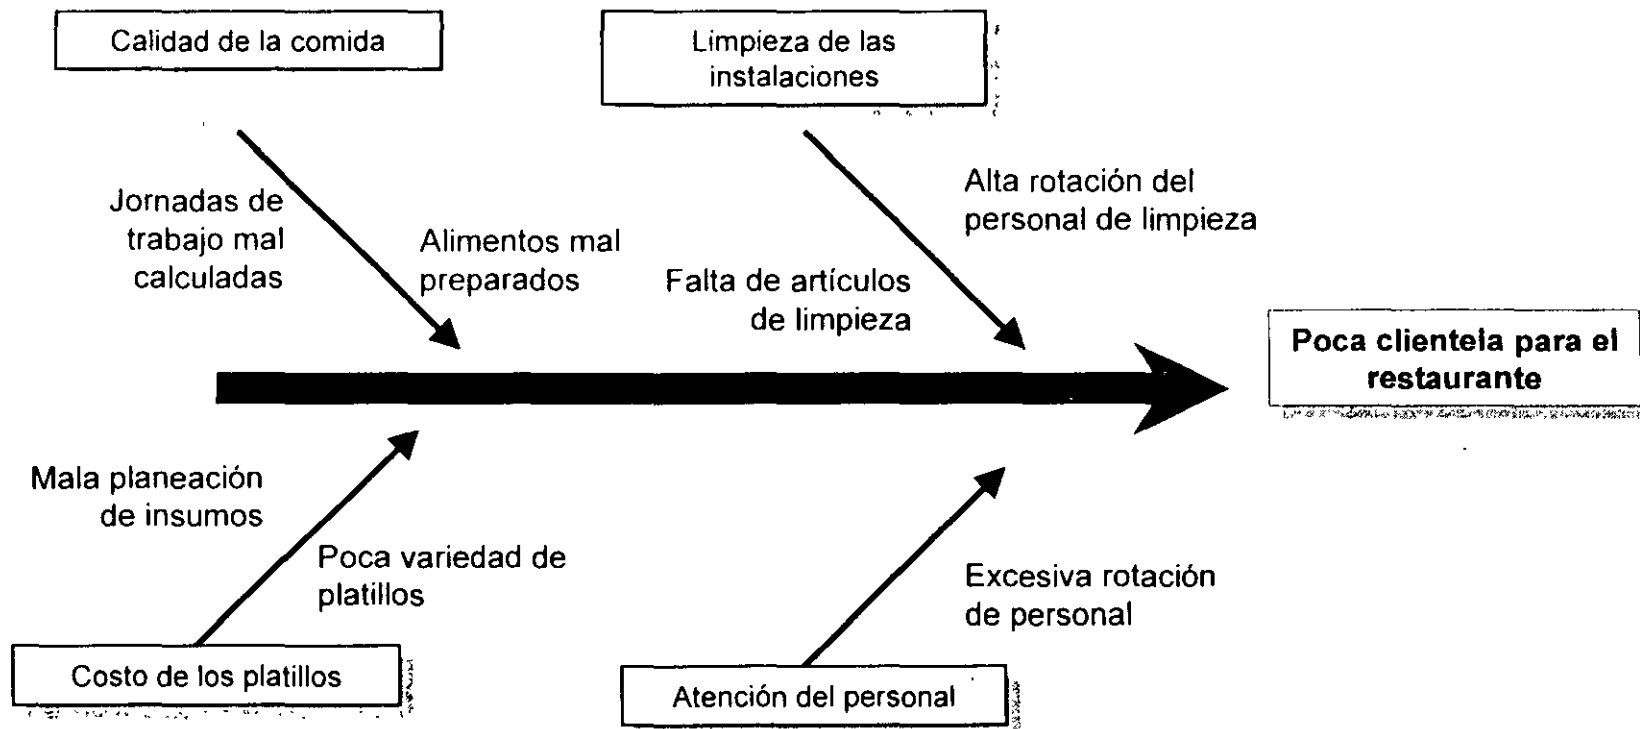 Calidad de la comida
Limpieza de las
instalaciones
Jornadas de
trabajo mal
calculadas
Alimentos mal
preparados
Alta rotación del
personal de limpieza
Falta de artículos
de limpieza
Poca clientela para el
restaurante
Mala planeación
de insumos
Poca variedad de
platillos
Excesiva rotación
de personal
Costo de los platillos
Atención del personal